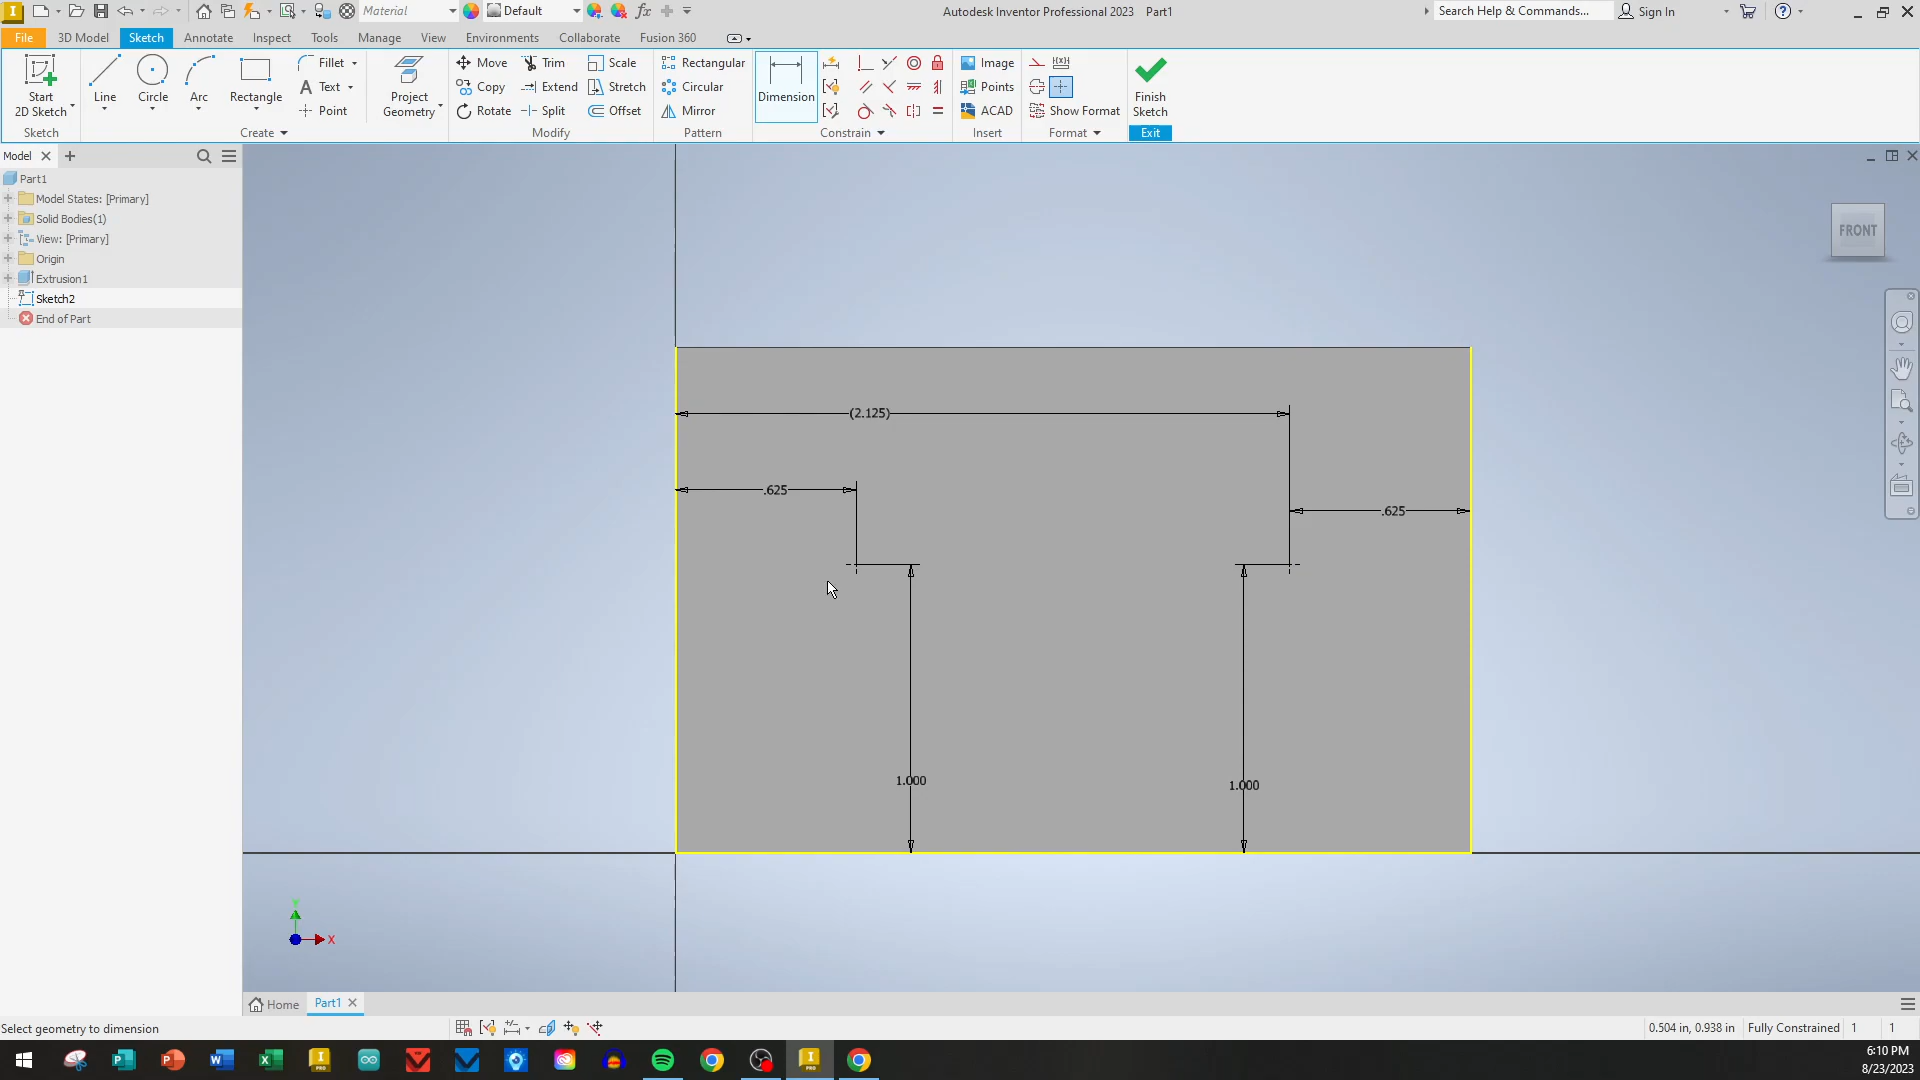 Material
Default
Autodesk Inventor Professional 2023 Part1
Search Help & Commands...
Sign In
File 3D Model Sketch Annotate Inspect Tools Manage View Environments Collaborate Fusion 360
Start 2D Sketch
Line
Circle
Arc
Rectangle
Fillet
Text
Point
Project Geometry
Move
Copy
Rotate
Trim
Extend
Split
Scale
Stretch
Offset
Rectangular
Circular
Mirror
Dimension
Image
Points
ACAD
Show Format
Finish Sketch
Sketch Create Modify Pattern Constrain Insert Format Exit
Model
Part1
Model States: [Primary]
Solid Bodies(1)
View: [Primary]
Origin
Extrusion1
Sketch2
End of Part
FRONT
(2.125)
.625
.625
1.000
1.000
Y
X
Home Part1
Select geometry to dimension
0.504 in, 0.938 in Fully Constrained 1 1
6:10 PM
8/23/2023